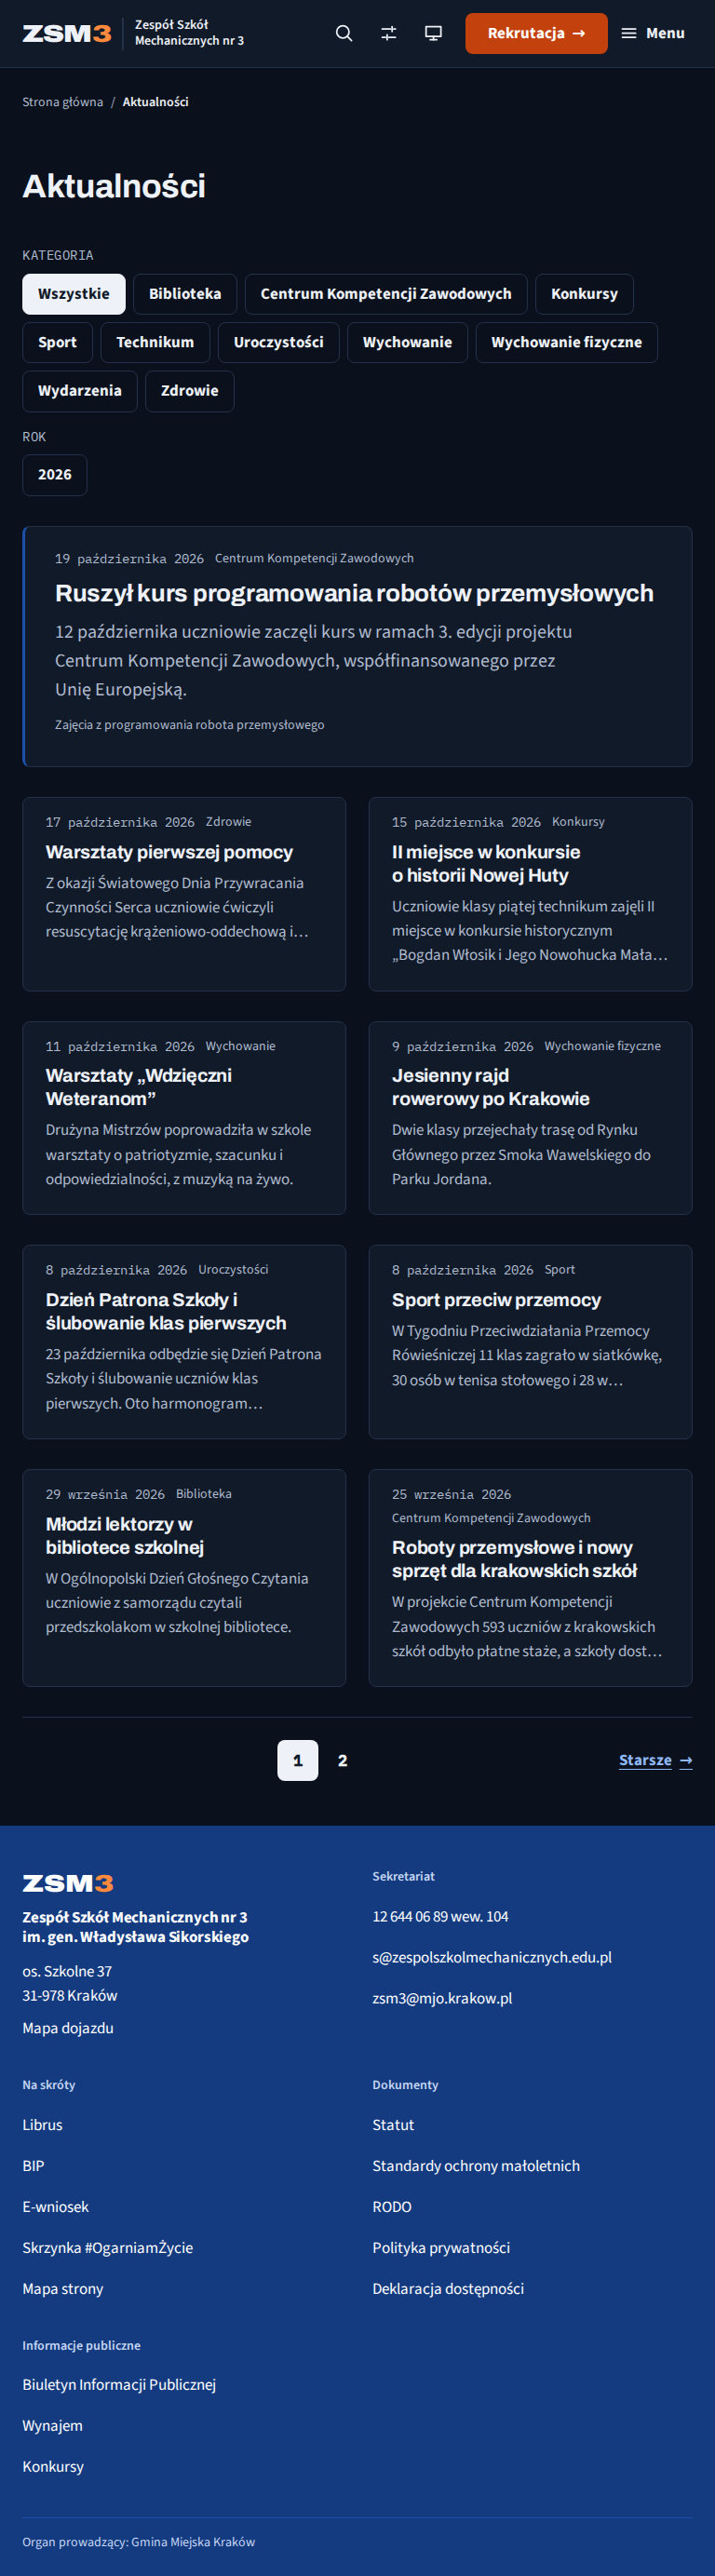 ZSM3
Zespół Szkół
Mechanicznych nr 3
Rekrutacja →
Menu
Strona główna / Aktualności
Aktualności
KATEGORIA
Wszystkie
Biblioteka
Centrum Kompetencji Zawodowych
Konkursy
Sport
Technikum
Uroczystości
Wychowanie
Wychowanie fizyczne
Wydarzenia
Zdrowie
ROK
2026
19 października 2026 Centrum Kompetencji Zawodowych
Ruszył kurs programowania robotów przemysłowych
12 października uczniowie zaczęli kurs w ramach 3. edycji projektu
Centrum Kompetencji Zawodowych, współfinansowanego przez
Unię Europejską.
Zajęcia z programowania robota przemysłowego
17 października 2026 Zdrowie
Warsztaty pierwszej pomocy
Z okazji Światowego Dnia Przywracania
Czynności Serca uczniowie ćwiczyli
resuscytację krążeniowo-oddechową i…
15 października 2026 Konkursy
II miejsce w konkursie
o historii Nowej Huty
Uczniowie klasy piątej technikum zajęli II
miejsce w konkursie historycznym
„Bogdan Włosik i Jego Nowohucka Mała…
11 października 2026 Wychowanie
Warsztaty „Wdzięczni
Weteranom”
Drużyna Mistrzów poprowadziła w szkole
warsztaty o patriotyzmie, szacunku i
odpowiedzialności, z muzyką na żywo.
9 października 2026 Wychowanie fizyczne
Jesienny rajd
rowerowy po Krakowie
Dwie klasy przejechały trasę od Rynku
Głównego przez Smoka Wawelskiego do
Parku Jordana.
8 października 2026 Uroczystości
Dzień Patrona Szkoły i
ślubowanie klas pierwszych
23 października odbędzie się Dzień Patrona
Szkoły i ślubowanie uczniów klas
pierwszych. Oto harmonogram…
8 października 2026 Sport
Sport przeciw przemocy
W Tygodniu Przeciwdziałania Przemocy
Rówieśniczej 11 klas zagrało w siatkówkę,
30 osób w tenisa stołowego i 28 w…
29 września 2026 Biblioteka
Młodzi lektorzy w
bibliotece szkolnej
W Ogólnopolski Dzień Głośnego Czytania
uczniowie z samorządu czytali
przedszkolakom w szkolnej bibliotece.
25 września 2026
Centrum Kompetencji Zawodowych
Roboty przemysłowe i nowy
sprzęt dla krakowskich szkół
W projekcie Centrum Kompetencji
Zawodowych 593 uczniów z krakowskich
szkół odbyło płatne staże, a szkoły dost…
1
2
Starsze →
ZSM3
Zespół Szkół Mechanicznych nr 3
im. gen. Władysława Sikorskiego
os. Szkolne 37
31-978 Kraków
Mapa dojazdu
Sekretariat
12 644 06 89 wew. 104
s@zespolszkolmechanicznych.edu.pl
zsm3@mjo.krakow.pl
Na skróty
Librus
BIP
E-wniosek
Skrzynka #OgarniamŻycie
Mapa strony
Dokumenty
Statut
Standardy ochrony małoletnich
RODO
Polityka prywatności
Deklaracja dostępności
Informacje publiczne
Biuletyn Informacji Publicznej
Wynajem
Konkursy
Organ prowadzący: Gmina Miejska Kraków